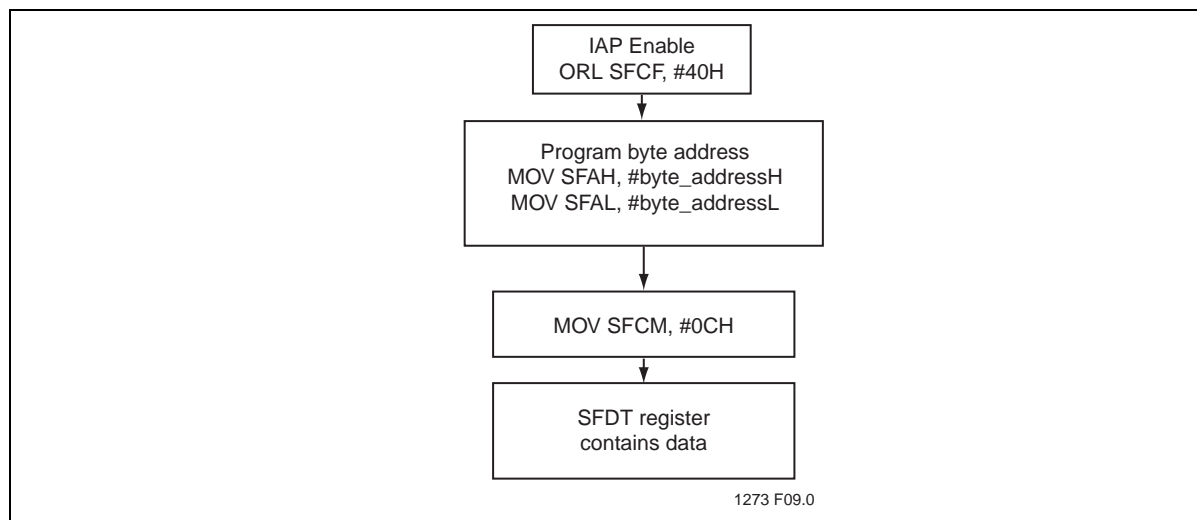 IAP Enable
ORL SFCF, #40H
Program byte address
MOV SFAH, #byte_addressH
MOV SFAL, #byte_addressL
MOV SFCM, #0CH
SFDT register
contains data
1273 F09.0